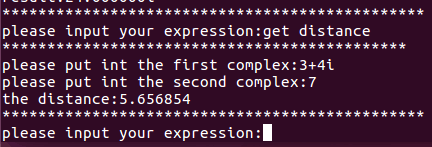 ***********************************************
please input your expression:get distance
*********************************************
please put int the first complex:3+4i
please put int the second complex:7
the distance:5.656854
***********************************************
please input your expression: